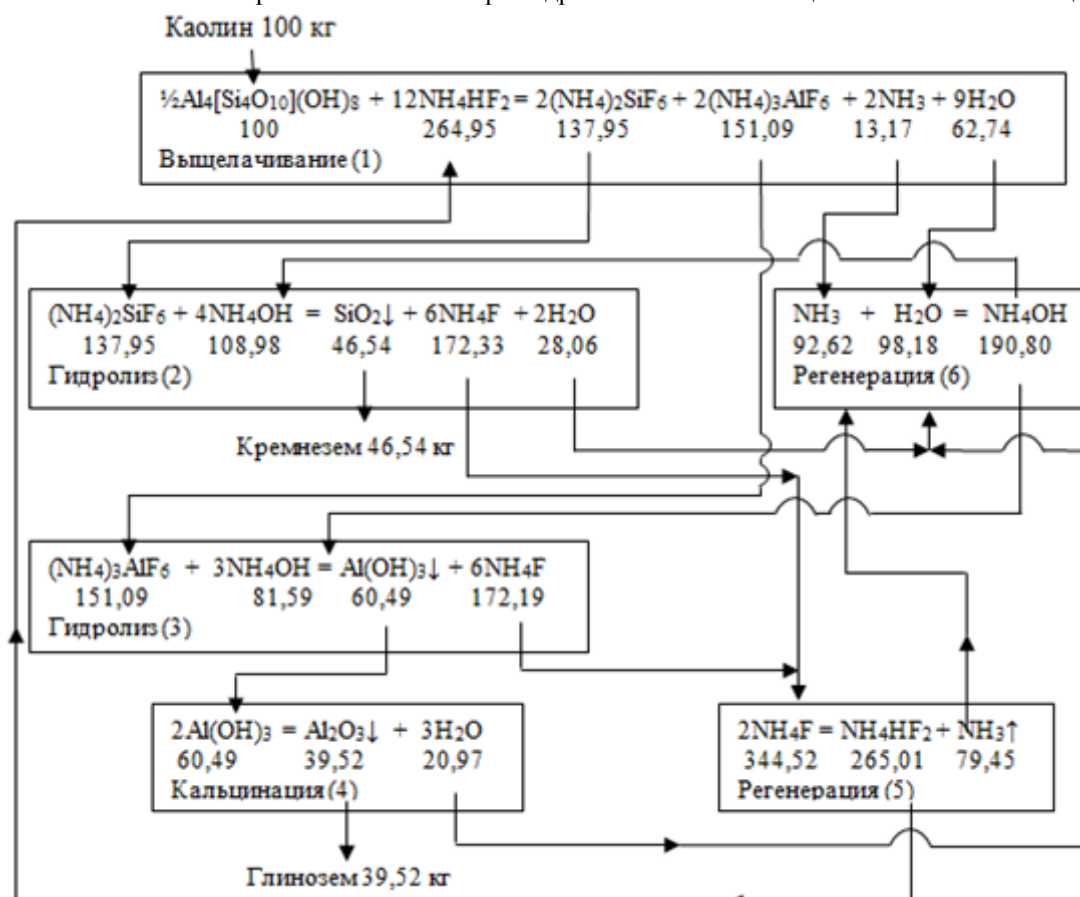 Каолин 100 кг
½Al4[Si4O10](OH)8 + 12NH4HF2 = 2(NH4)2SiF6 + 2(NH4)3AlF6 + 2NH3 + 9H2O
100 264,95 137,95 151,09 13,17 62,74
Выщелачивание (1)
(NH4)2SiF6 + 4NH4OH = SiO2↓ + 6NH4F + 2H2O
137,95 108,98 46,54 172,33 28,06
Гидролиз (2)
NH3 + H2O = NH4OH
92,62 98,18 190,80
Регенерация (6)
Кремнезем 46,54 кг
(NH4)3AlF6 + 3NH4OH = Al(OH)3↓ + 6NH4F
151,09 81,59 60,49 172,19
Гидролиз (3)
2Al(OH)3 = Al2O3↓ + 3H2O
60,49 39,52 20,97
Кальцинация (4)
2NH4F = NH4HF2 + NH3↑
344,52 265,01 79,45
Регенерация (5)
Глинозем 39,52 кг